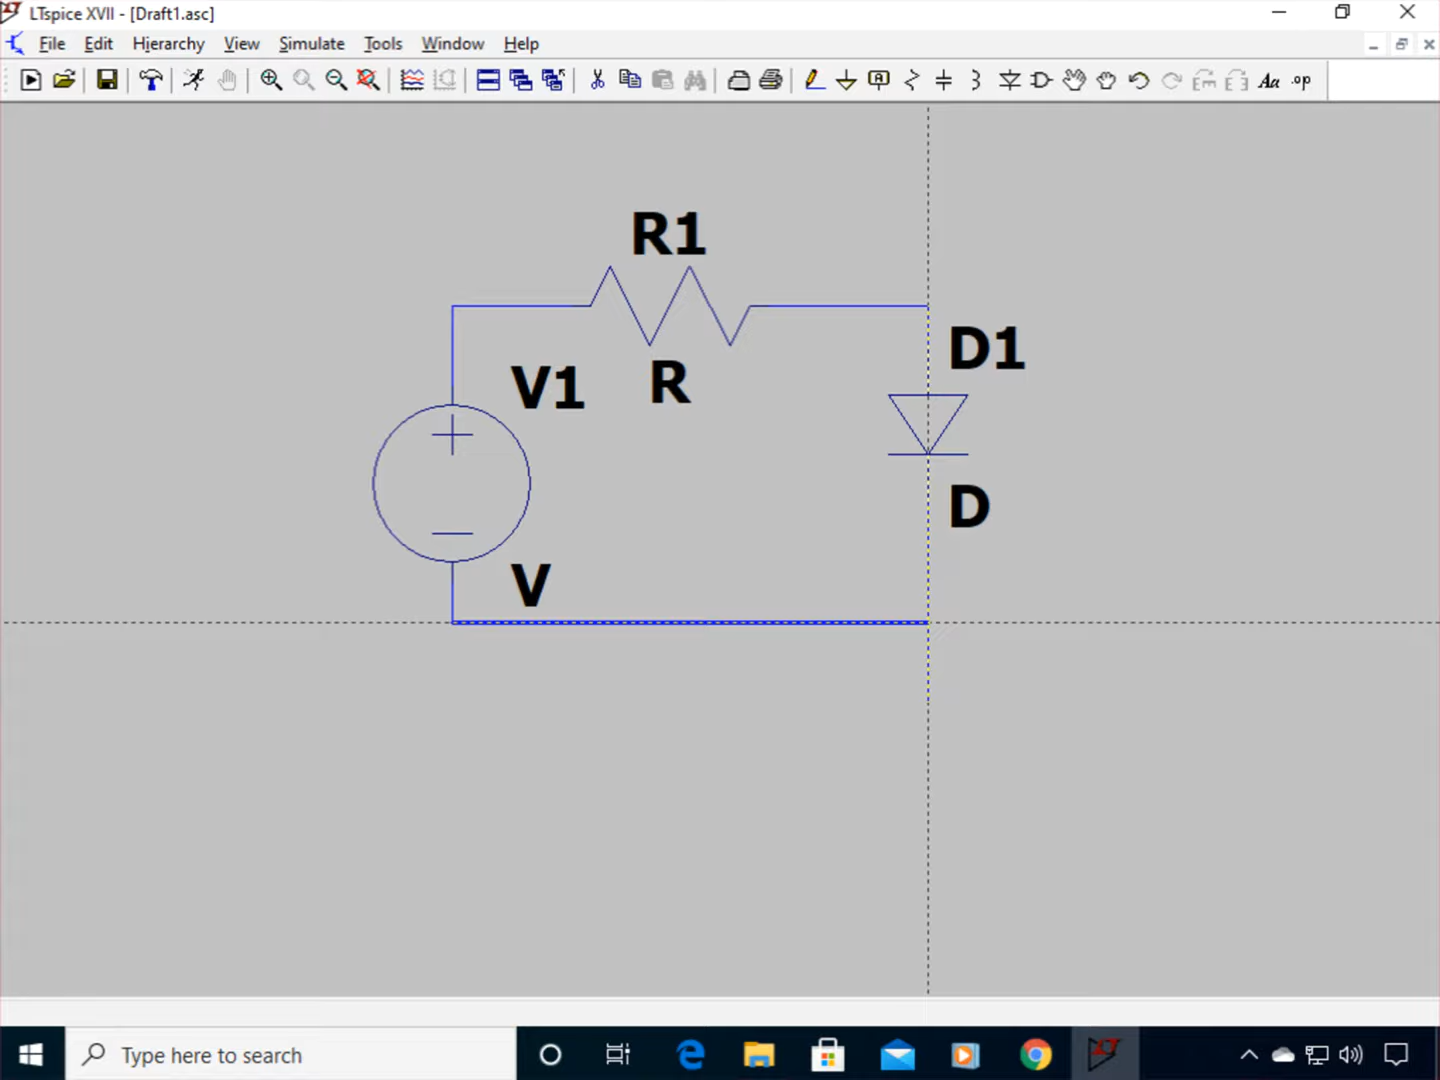 LTspice XVII - [Draft1.asc]
File Edit Hierarchy View Simulate Tools Window Help
Aa .op
R1
D1
V1 R
D
V
Type here to search